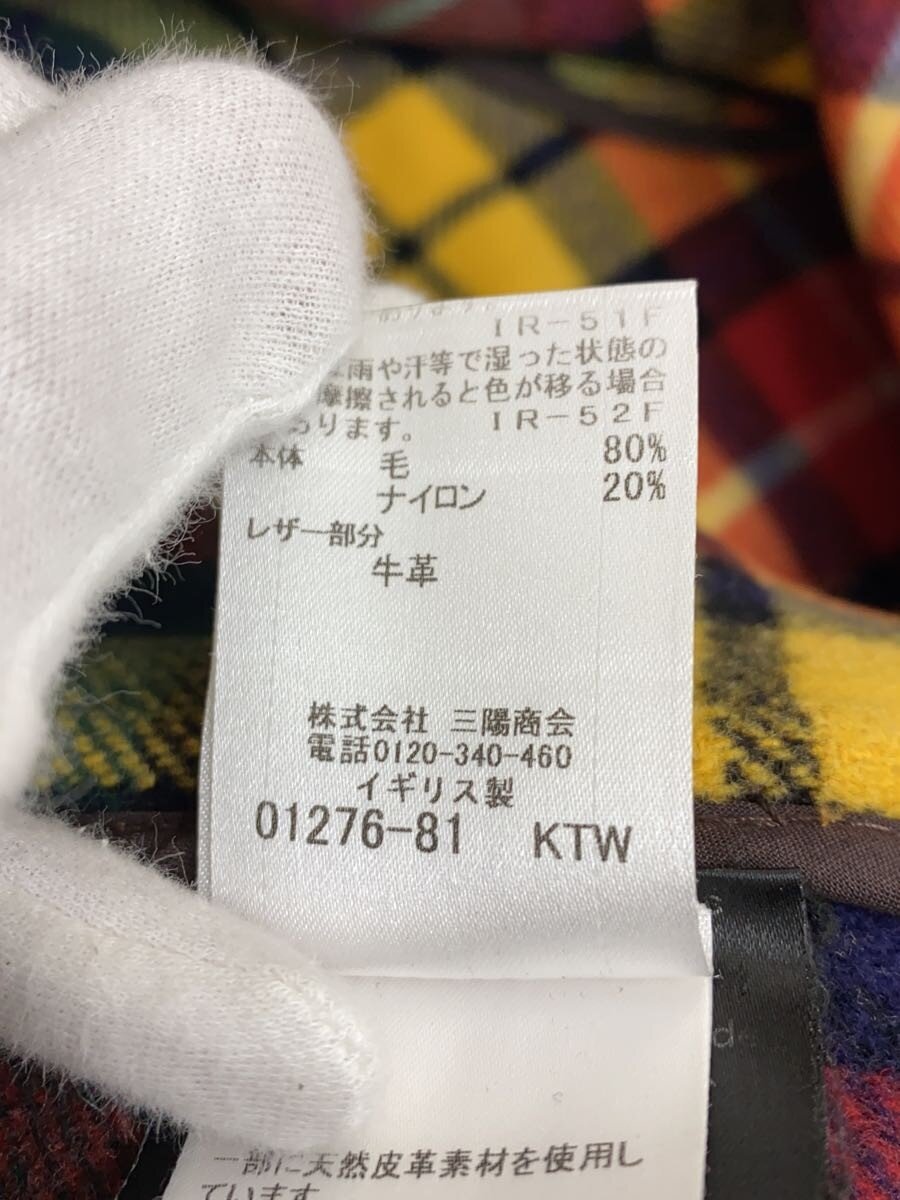 IR-51F
雨や汗等で湿った状態の
摩擦されると色が移る場合
ります。 IR-52F
本体 毛 80%
ナイロン 20%
レザー部分
牛革
株式会社 三陽商会
電話0120-340-460
イギリス製
01276-81 KTW
一部に天然皮革素材を使用し
ています